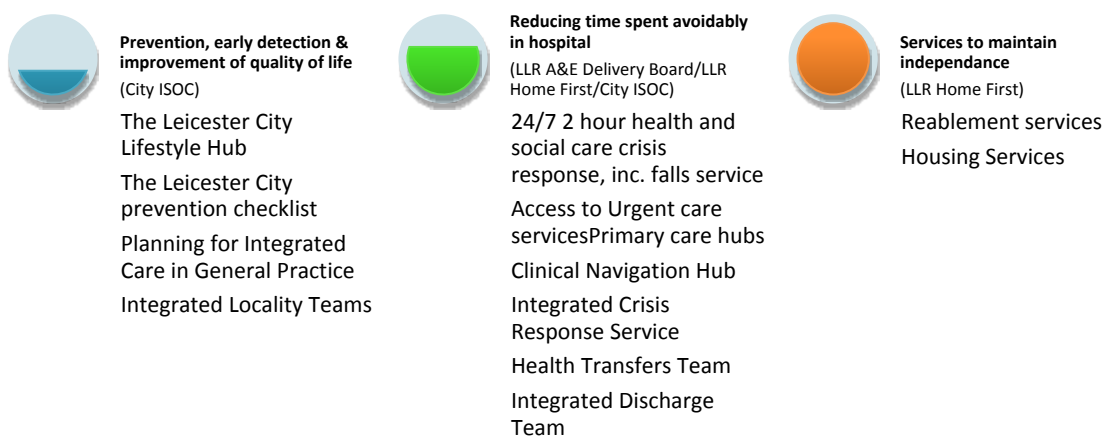 Prevention, early detection &
improvement of quality of life
(City ISOC)
The Leicester City
Lifestyle Hub
The Leicester City
prevention checklist
Planning for Integrated
Care in General Practice
Integrated Locality Teams
Reducing time spent avoidably
in hospital
(LLR A&E Delivery Board/LLR
Home First/City ISOC)
24/7 2 hour health and
social care crisis
response, inc. falls service
Access to Urgent care
servicesPrimary care hubs
Clinical Navigation Hub
Integrated Crisis
Response Service
Health Transfers Team
Integrated Discharge
Team
Services to maintain
independance
(LLR Home First)
Reablement services
Housing Services